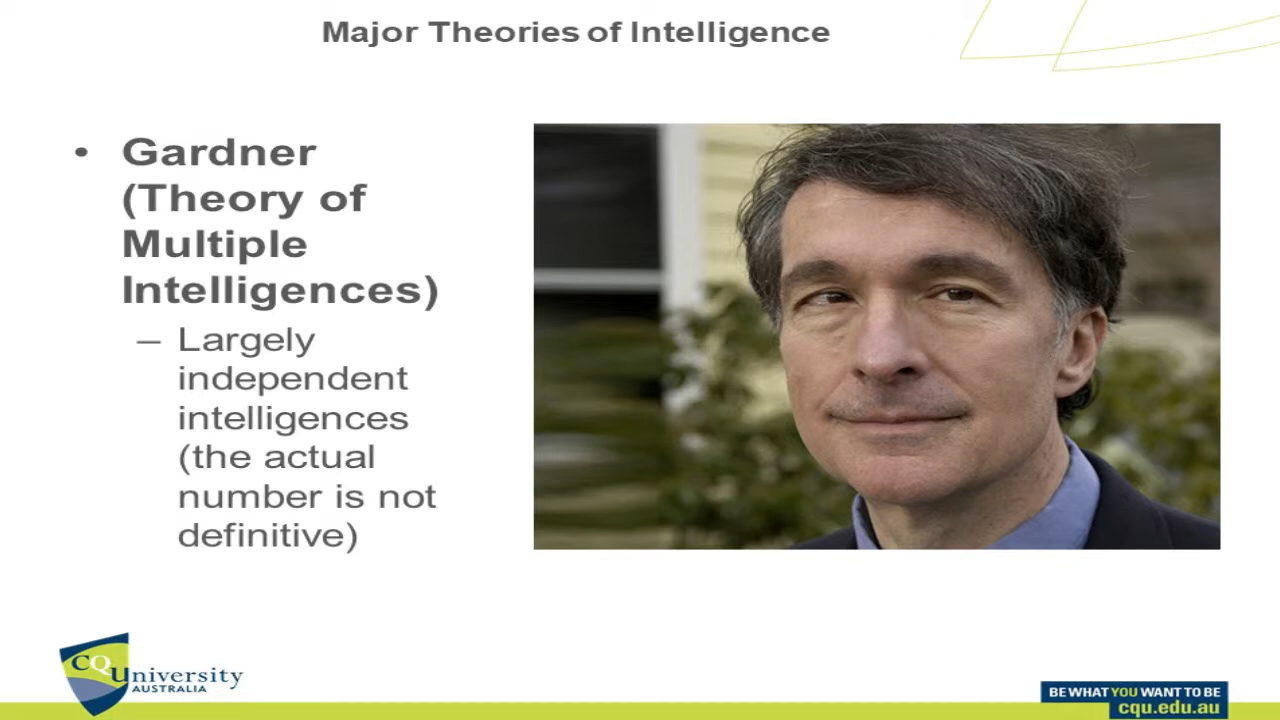 Major Theories of Intelligence
• Gardner
(Theory of
Multiple
Intelligences)
– Largely
independent
intelligences
(the actual
number is not
definitive)
CQUniversity
AUSTRALIA
BE WHAT YOU WANT TO BE
cqu.edu.au